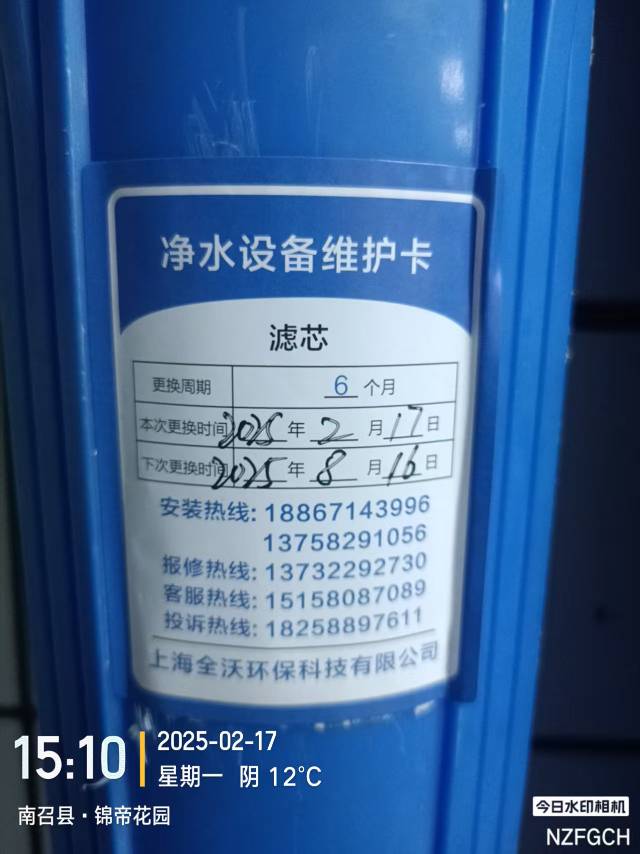 净水设备维护卡
滤芯
更换周期 6 个月
本次更换时间 2025 年 2 月 17 日
下次更换时间 2025 年 8 月 16 日
安装热线: 18867143996
13758291056
报修热线: 13732292730
客服热线: 15158087089
投诉热线: 18258897611
上海全沃环保科技有限公司
15:10
2025-02-17
星期一 阴 12°C
南召县·锦帝花园
今日水印相机
NZFGCH